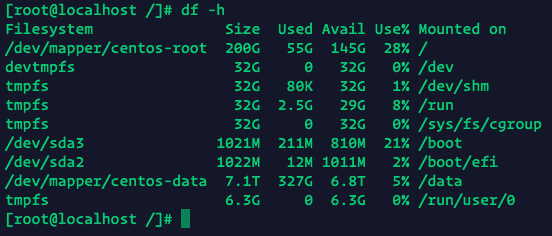 [root@localhost /]# df -h
Filesystem Size Used Avail Use% Mounted on
/dev/mapper/centos-root 200G 55G 145G 28% /
devtmpfs 32G 0 32G 0% /dev
tmpfs 32G 80K 32G 1% /dev/shm
tmpfs 32G 2.5G 29G 8% /run
tmpfs 32G 0 32G 0% /sys/fs/cgroup
/dev/sda3 1021M 211M 810M 21% /boot
/dev/sda2 1022M 12M 1011M 2% /boot/efi
/dev/mapper/centos-data 7.1T 327G 6.8T 5% /data
tmpfs 6.3G 0 6.3G 0% /run/user/0
[root@localhost /]#